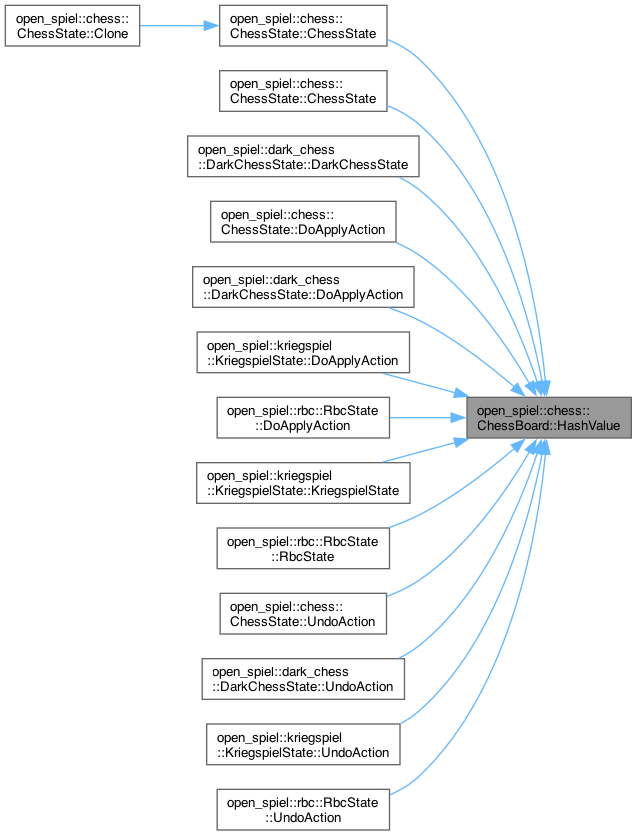 open_spiel::chess::
ChessState::Clone
open_spiel::chess::
ChessState::ChessState
open_spiel::chess::
ChessState::ChessState
open_spiel::dark_chess
::DarkChessState::DarkChessState
open_spiel::chess::
ChessState::DoApplyAction
open_spiel::dark_chess
::DarkChessState::DoApplyAction
open_spiel::kriegspiel
::KriegspielState::DoApplyAction
open_spiel::rbc::RbcState
::DoApplyAction
open_spiel::chess::
ChessBoard::HashValue
open_spiel::kriegspiel
::KriegspielState::KriegspielState
open_spiel::rbc::RbcState
::RbcState
open_spiel::chess::
ChessState::UndoAction
open_spiel::dark_chess
::DarkChessState::UndoAction
open_spiel::kriegspiel
::KriegspielState::UndoAction
open_spiel::rbc::RbcState
::UndoAction